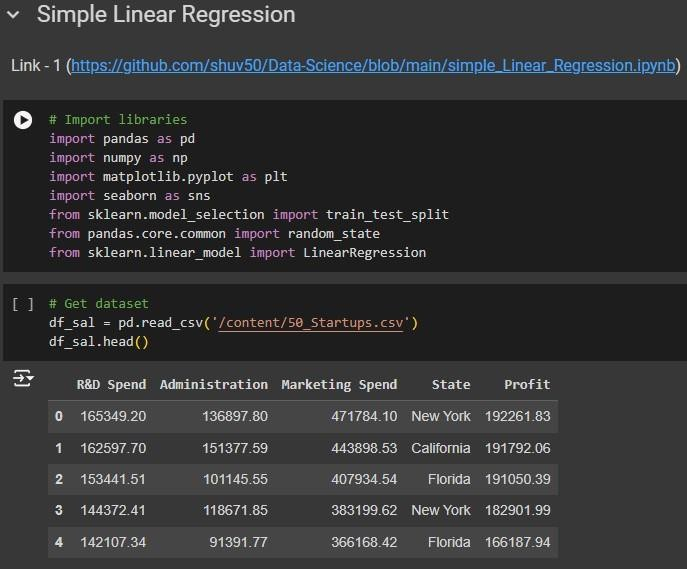 Simple Linear Regression
Link - 1 (https://github.com/shuv50/Data-Science/blob/main/simple_Linear_Regression.ipynb)
# Import libraries
import pandas as pd
import numpy as np
import matplotlib.pyplot as plt
import seaborn as sns
from sklearn.model_selection import train_test_split
from pandas.core.common import random_state
from sklearn.linear_model import LinearRegression
[ ] # Get dataset
df_sal = pd.read_csv('/content/50_Startups.csv')
df_sal.head()
R&D Spend Administration Marketing Spend State Profit
0 165349.20 136897.80 471784.10 New York 192261.83
1 162597.70 151377.59 443898.53 California 191792.06
2 153441.51 101145.55 407934.54 Florida 191050.39
3 144372.41 118671.85 383199.62 New York 182901.99
4 142107.34 91391.77 366168.42 Florida 166187.94